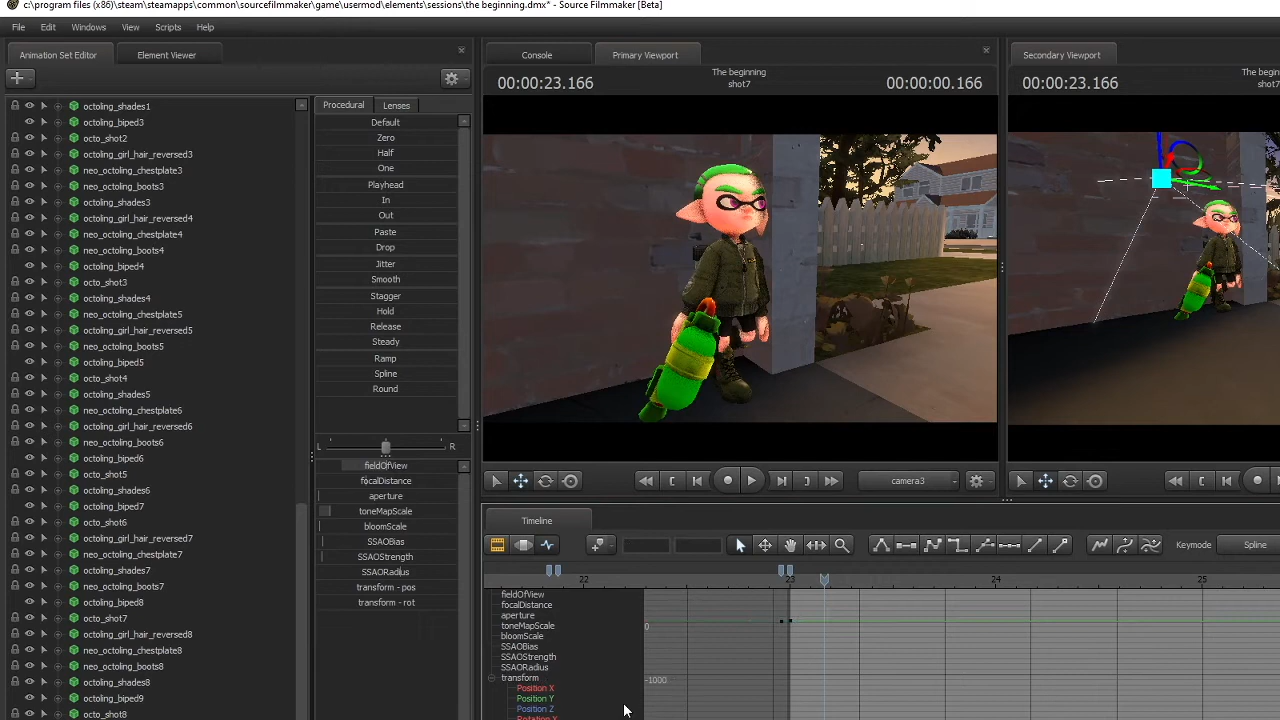 c:\program files (x86)\steam\steamapps\common\sourcefilmmaker\game\usermod\elements\sessions\the beginning.dmx* - Source Filmmaker [Beta]
File Edit Windows View Scripts Help
Animation Set Editor Element Viewer
octoling_shades1
octoling_biped3
octo_shot2
octoling_girl_hair_reversed3
neo_octoling_chestplate3
neo_octoling_boots3
octoling_shades3
octoling_girl_hair_reversed4
neo_octoling_chestplate4
neo_octoling_boots4
octoling_biped4
octo_shot3
octoling_shades4
neo_octoling_chestplate5
octoling_girl_hair_reversed5
neo_octoling_boots5
octoling_biped5
octo_shot4
octoling_shades5
neo_octoling_chestplate6
octoling_girl_hair_reversed6
neo_octoling_boots6
octoling_biped6
octo_shot5
octoling_shades6
octoling_biped7
octo_shot6
octoling_girl_hair_reversed7
neo_octoling_chestplate7
octoling_shades7
neo_octoling_boots7
octoling_biped8
octo_shot7
octoling_girl_hair_reversed8
neo_octoling_chestplate8
neo_octoling_boots8
octoling_shades8
octoling_biped9
octo_shot8
Procedural Lenses
Default
Zero
Half
One
Playhead
In
Out
Paste
Drop
Jitter
Smooth
Stagger
Hold
Release
Steady
Ramp
Spline
Round
L R
fieldOfView
focalDistance
aperture
toneMapScale
bloomScale
SSAOBias
SSAOStrength
SSAORadius
transform - pos
transform - rot
Console Primary Viewport
00:00:23.166 The beginning 00:00:00.166
shot7
camera3
Secondary Viewport
00:00:23.166 The begi
shot7
Timeline
Keymode Spline
22 23 24 25
fieldOfView
focalDistance
aperture
toneMapScale
bloomScale
SSAOBias
SSAOStrength
SSAORadius
transform
Position X
Position Y
Position Z
Rotation X
0
-1000